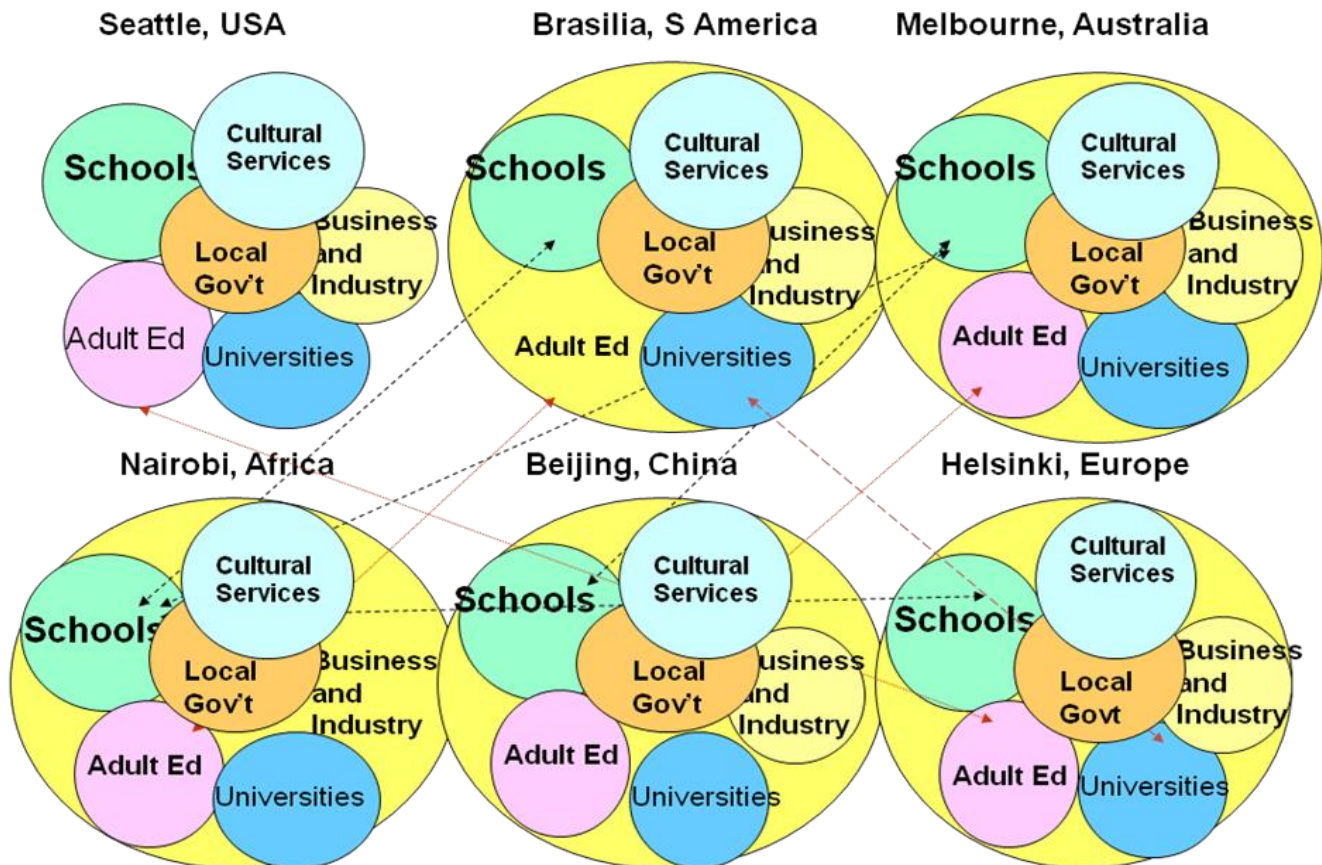 Seattle, USA
Brasilia, S America
Melbourne, Australia
Cultural
Services
Schools
Local
Gov't
Business
and
Industry
Adult Ed
Universities
Cultural
Services
Schools
Local
Gov't
usiness
nd
Industry
Adult Ed
Universities
Cultural
Services
Schools
Local
Gov't
Business
and
Industry
Adult Ed
Universities
Nairobi, Africa
Beijing, China
Helsinki, Europe
Cultural
Services
Schools
Local
Gov't
Business
and
Industry
Adult Ed
Universities
Cultural
Services
Schools
Local
Gov't
usiness
and
Industry
Adult Ed
Universities
Cultural
Services
Schools
Local
Govt
Business
and
Industry
Adult Ed
Universities